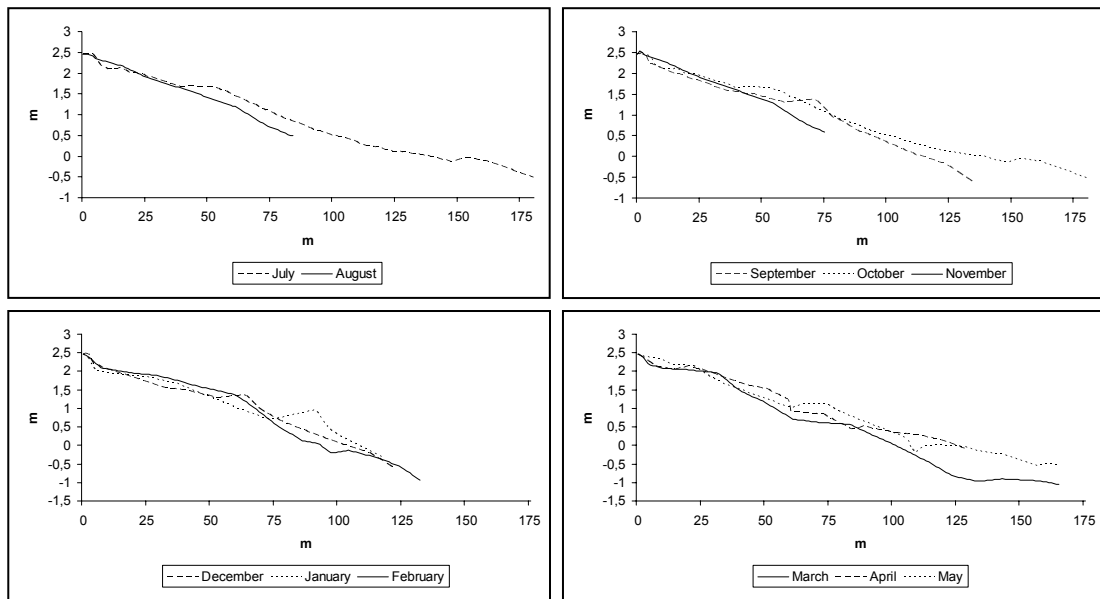 3
2,5
2
1,5
1
0,5
0
-0,5
-1
m
0 25 50 75 100 125 150 175
m
July August
3
2,5
2
1,5
1
0,5
0
-0,5
-1
m
0 25 50 75 100 125 150 175
m
September October November
3
2,5
2
1,5
1
0,5
0
-0,5
-1
-1,5
m
0 25 50 75 100 125 150 175
m
December January February
3
2,5
2
1,5
1
0,5
0
-0,5
-1
-1,5
m
0 25 50 75 100 125 150 175
m
March April May